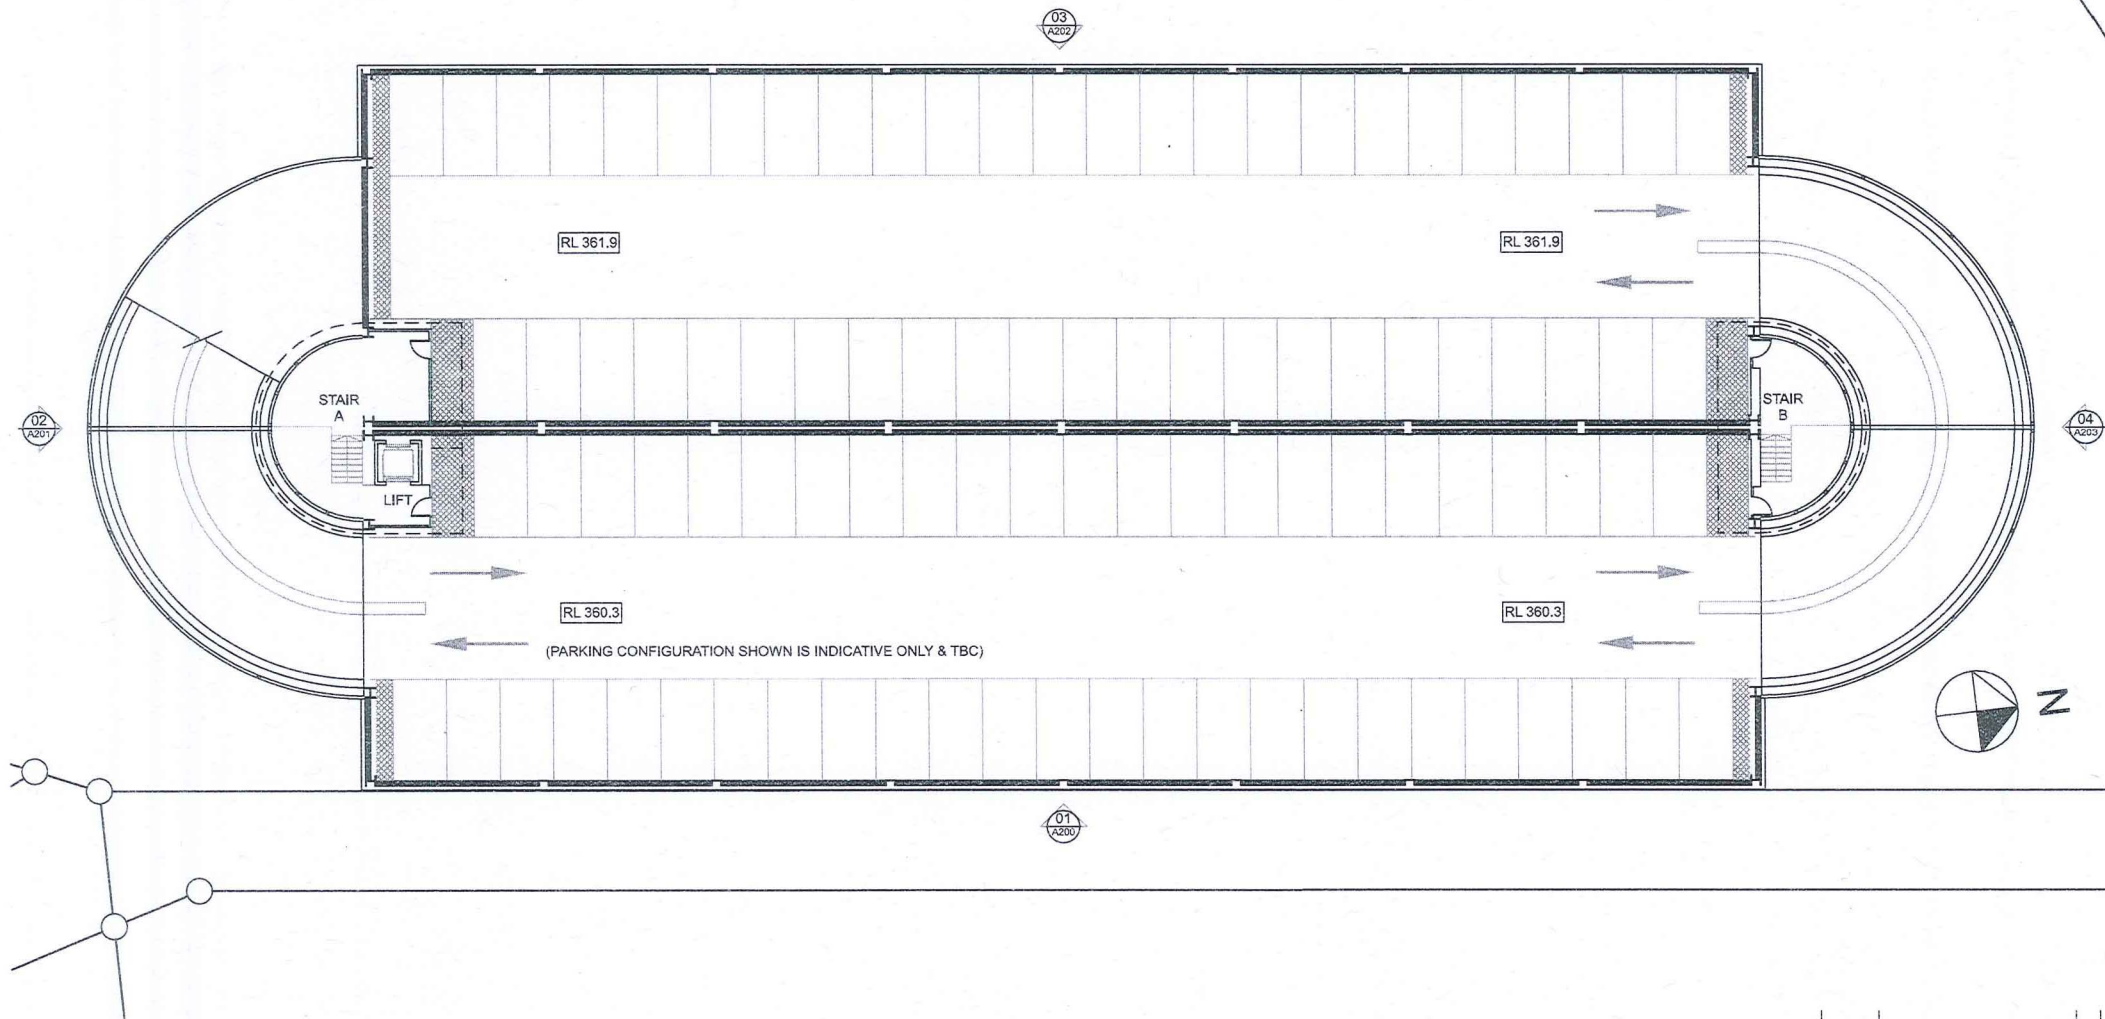 03
A202
RL 361.9
RL 361.9
STAIR
A
STAIR
B
02
A201
04
A203
LIFT
RL 360.3
RL 360.3
(PARKING CONFIGURATION SHOWN IS INDICATIVE ONLY & TBC)
N
01
A200